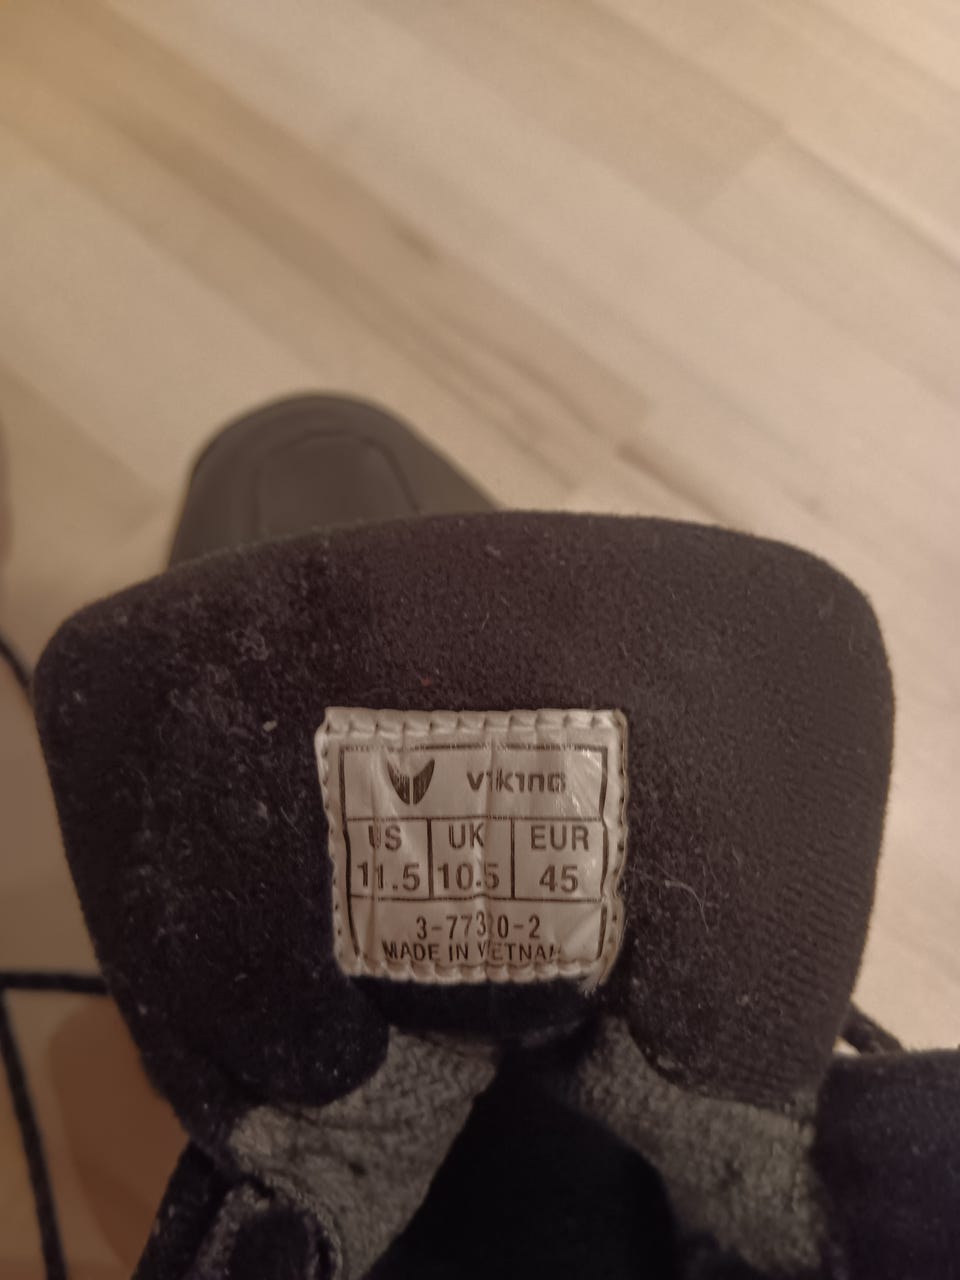 VIKING
US UK EUR
11.5 10.5 45
MADE IN VIETNAM